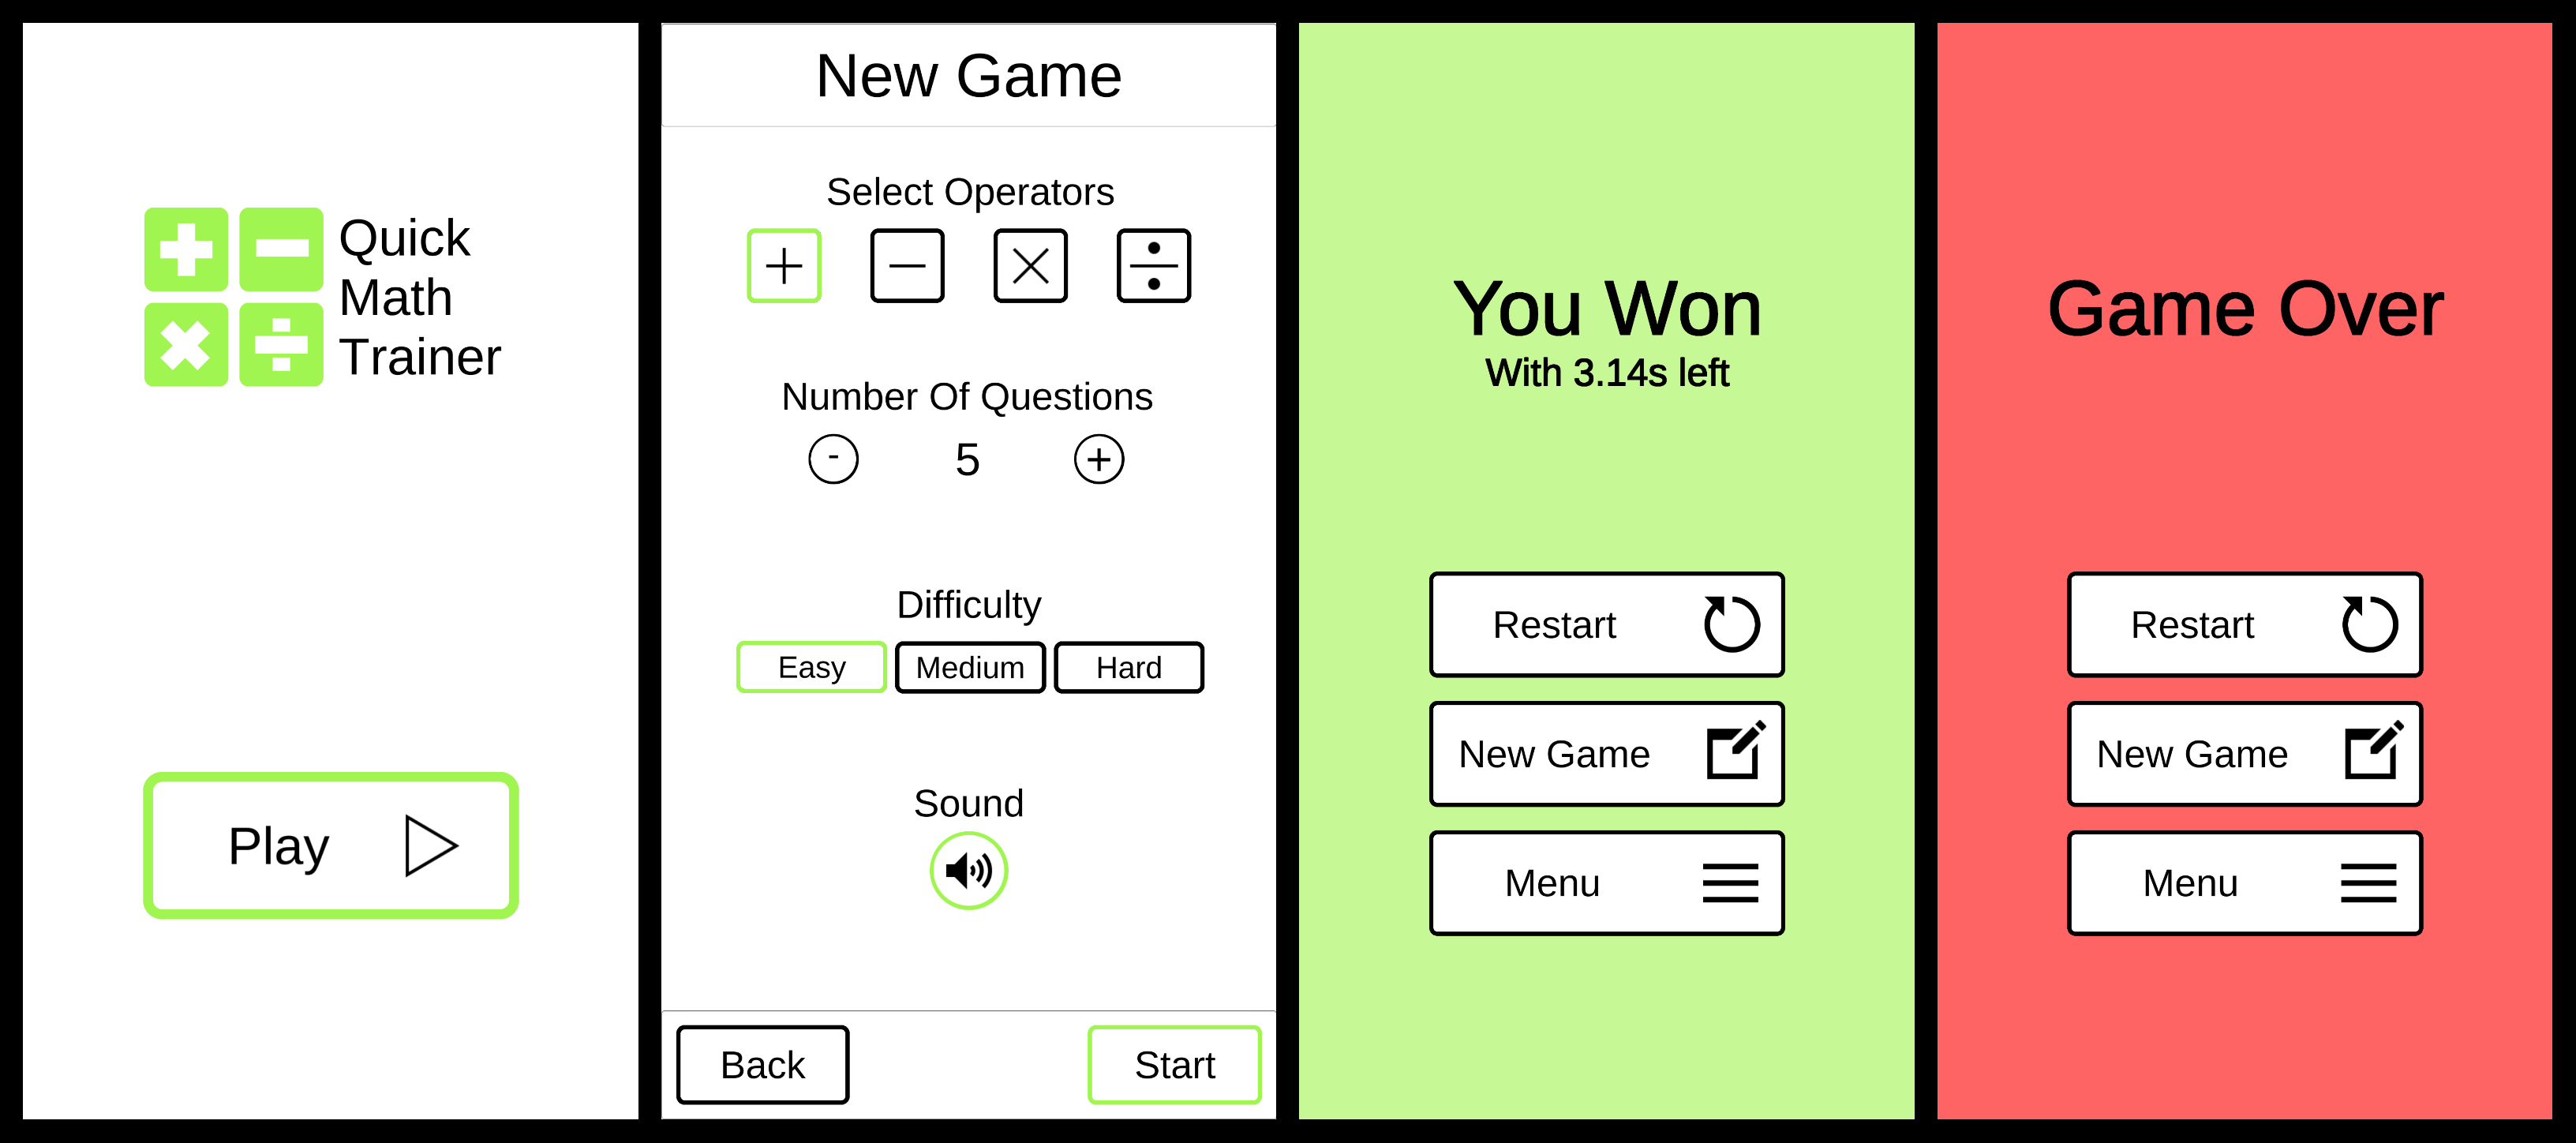 Quick
Math
Trainer
Play
New Game
Select Operators
+ − × ÷
Number Of Questions
- 5 +
Difficulty
Easy Medium Hard
Sound
Back Start
You Won
With 3.14s left
Restart
New Game
Menu
Game Over
Restart
New Game
Menu